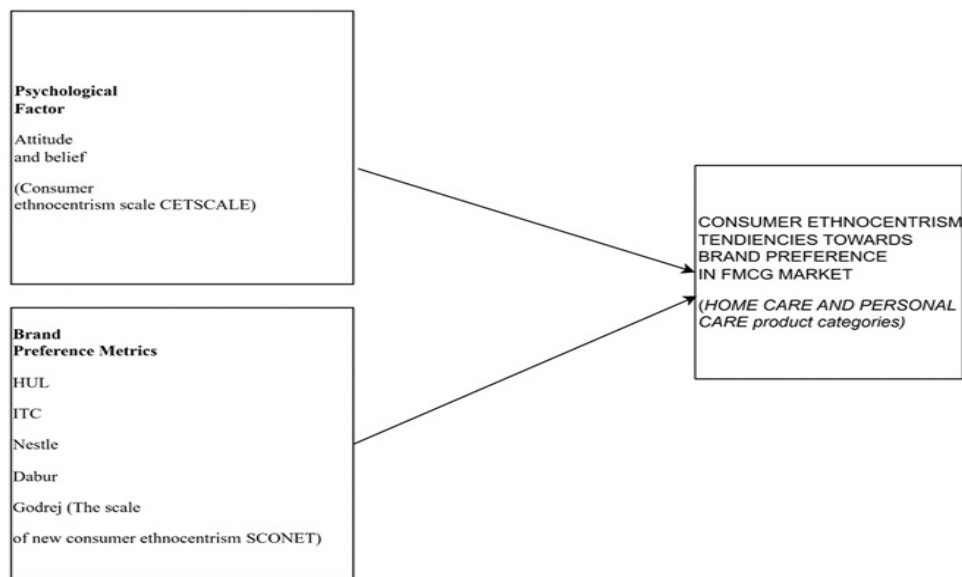 Psychological
Factor
Attitude
and belief
(Consumer
ethnocentrism scale CETSCALE)
Brand
Preference Metrics
HUL
ITC
Nestle
Dabur
Godrej (The scale
of new consumer ethnocentrism SCONET)
CONSUMER ETHNOCENTRISM
TENDIENCIES TOWARDS
BRAND PREFERENCE
IN FMCG MARKET
(HOME CARE AND PERSONAL
CARE product categories)